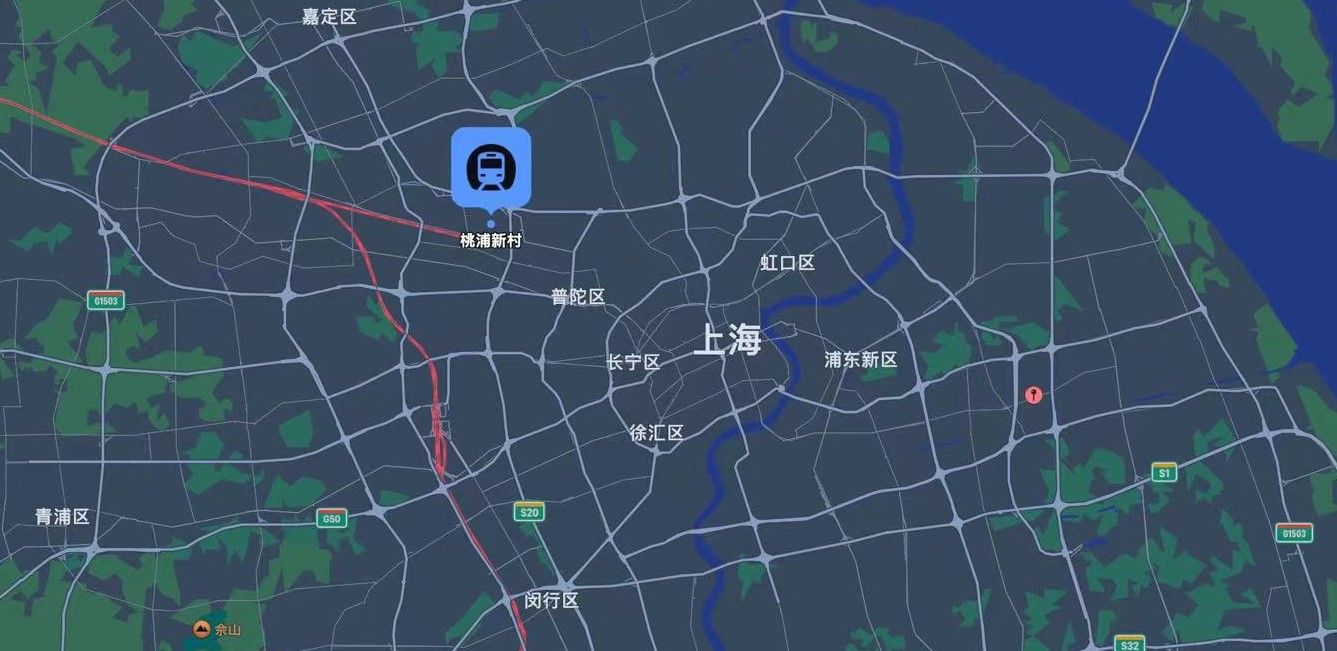 嘉定区
桃浦新村
虹口区
G1503
普陀区
上海
长宁区
浦东新区
徐汇区
S1
青浦区
G50
S20
G1503
闵行区
佘山
S32